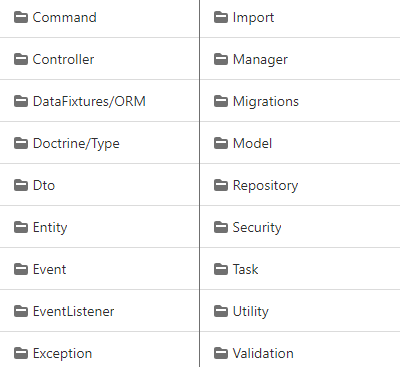 Command
Controller
DataFixtures/ORM
Doctrine/Type
Dto
Entity
Event
EventListener
Exception
Import
Manager
Migrations
Model
Repository
Security
Task
Utility
Validation